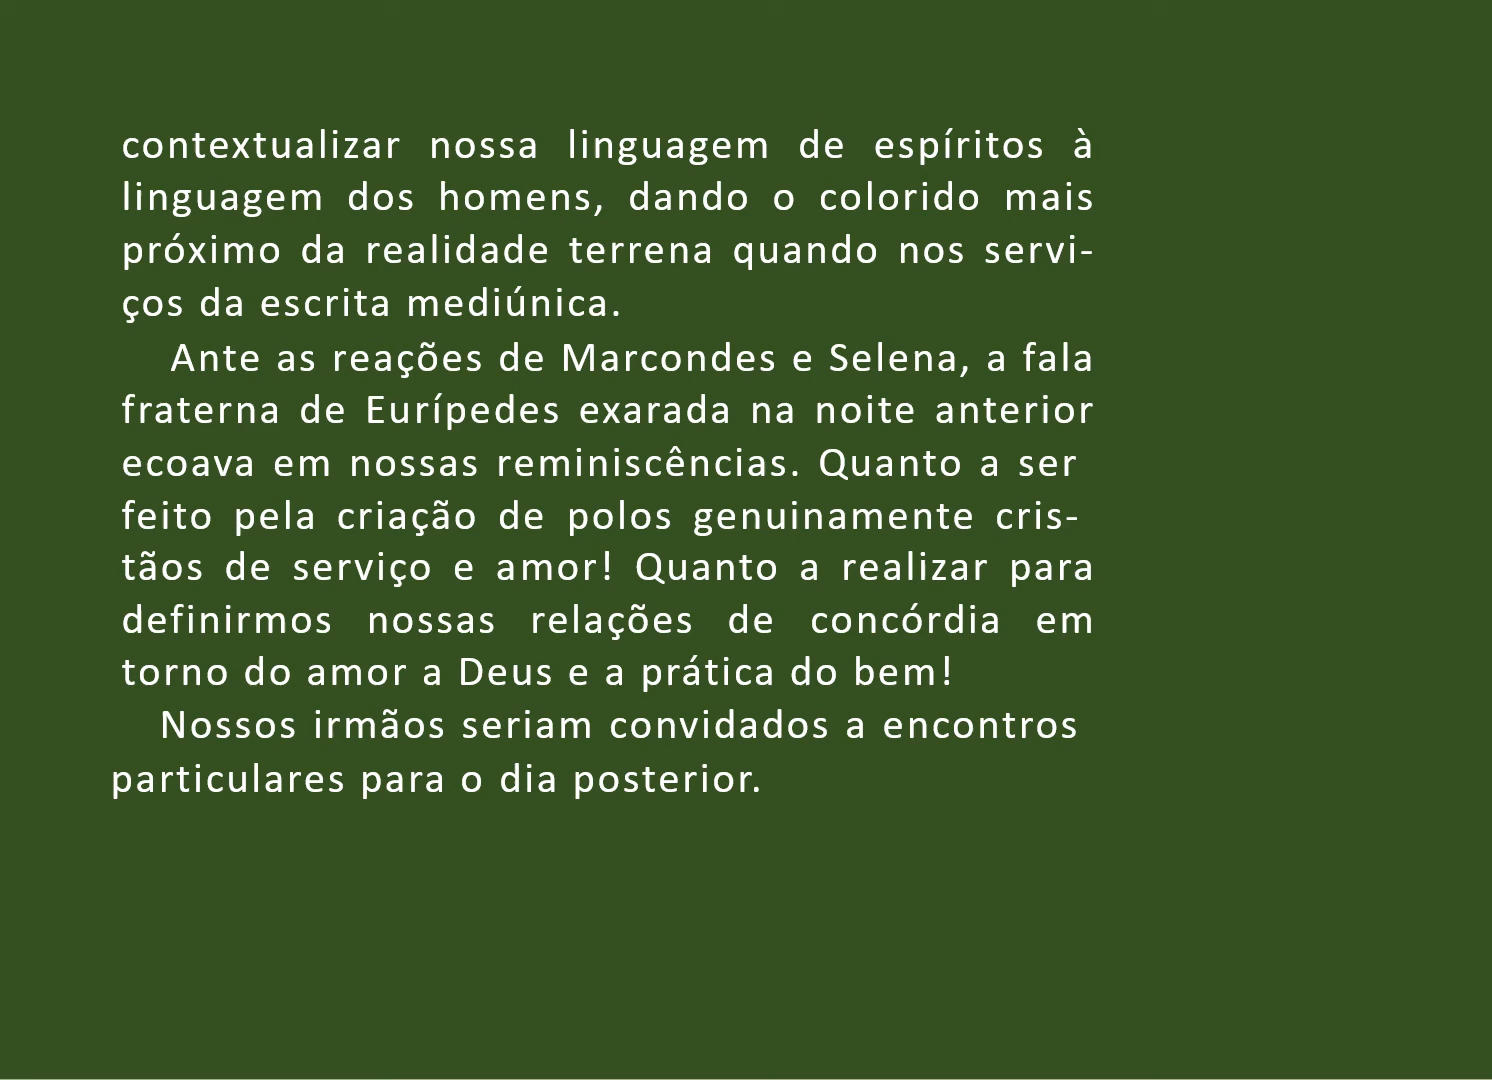 contextualizar nossa linguagem de espíritos à
linguagem dos homens, dando o colorido mais
próximo da realidade terrena quando nos servi-
ços da escrita mediúnica.
Ante as reações de Marcondes e Selena, a fala
fraterna de Eurípedes exarada na noite anterior
ecoava em nossas reminiscências. Quanto a ser
feito pela criação de polos genuinamente cris-
tãos de serviço e amor! Quanto a realizar para
definirmos nossas relações de concórdia em
torno do amor a Deus e a prática do bem!
Nossos irmãos seriam convidados a encontros
particulares para o dia posterior.